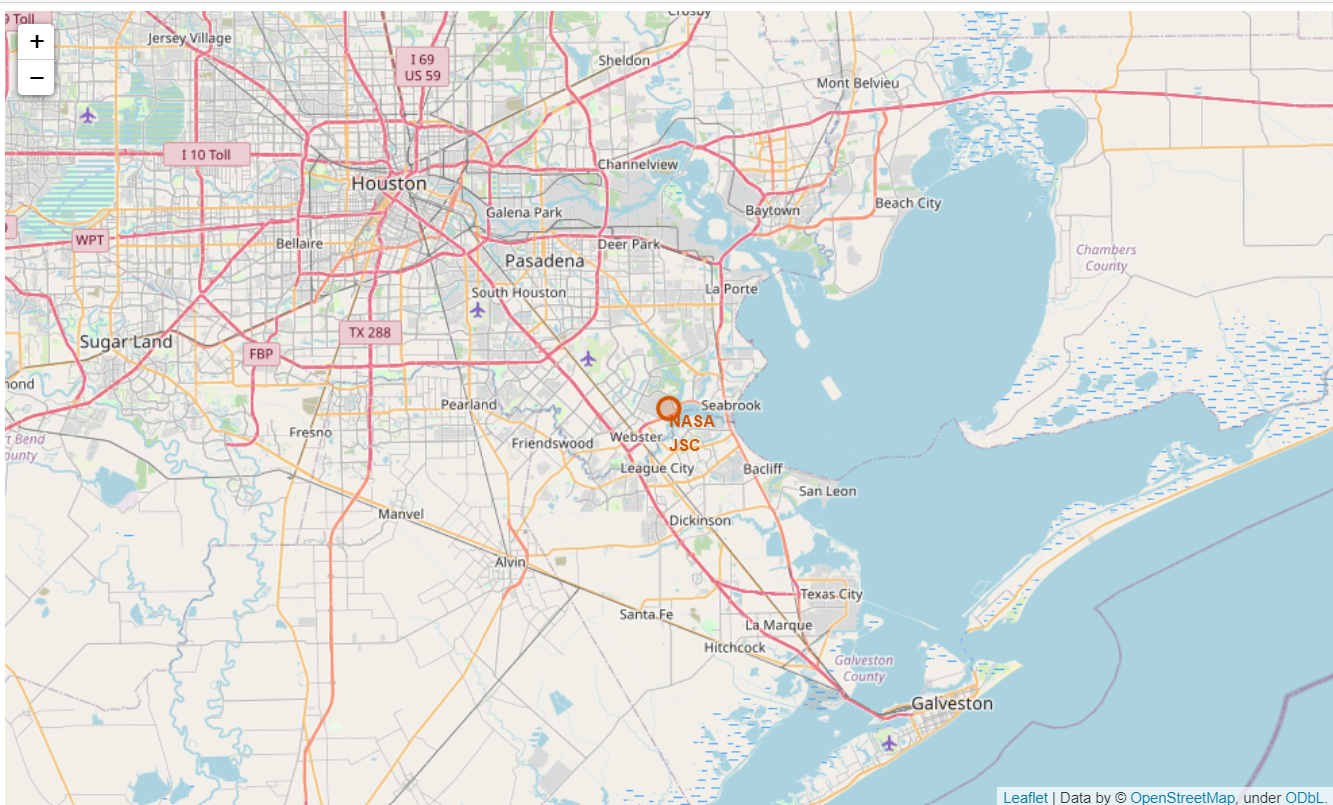 9 Toll
Crosby
Jersey Village
+
−
I 69
US 59
Sheldon
Mont Belvieu
I 10 Toll
Channelview
Houston
Galena Park
Baytown
Beach City
WPT
Bellaire
Deer Park
Pasadena
Chambers
County
South Houston
La Porte
TX 288
Sugar Land
FBP
mond
Pearland
Seabrook
NASA
JSC
Fresno
Friendswood
Webster
rt Bend
ounty
League City
Bacliff
San Leon
Manvel
Dickinson
Alvin
Texas City
Santa Fe
La Marque
Hitchcock
Galveston
County
Galveston
Leaflet | Data by © OpenStreetMap, under ODbL.